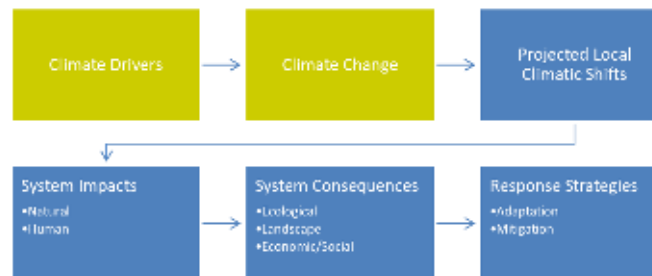 Climate Drivers
Climate Change
Projected Local
Climatic Shifts
System Impacts
•Natural
•Human
System Consequences
•Ecological
•Landscape
•Economic/Social
Response Strategies
•Adaptation
•Mitigation